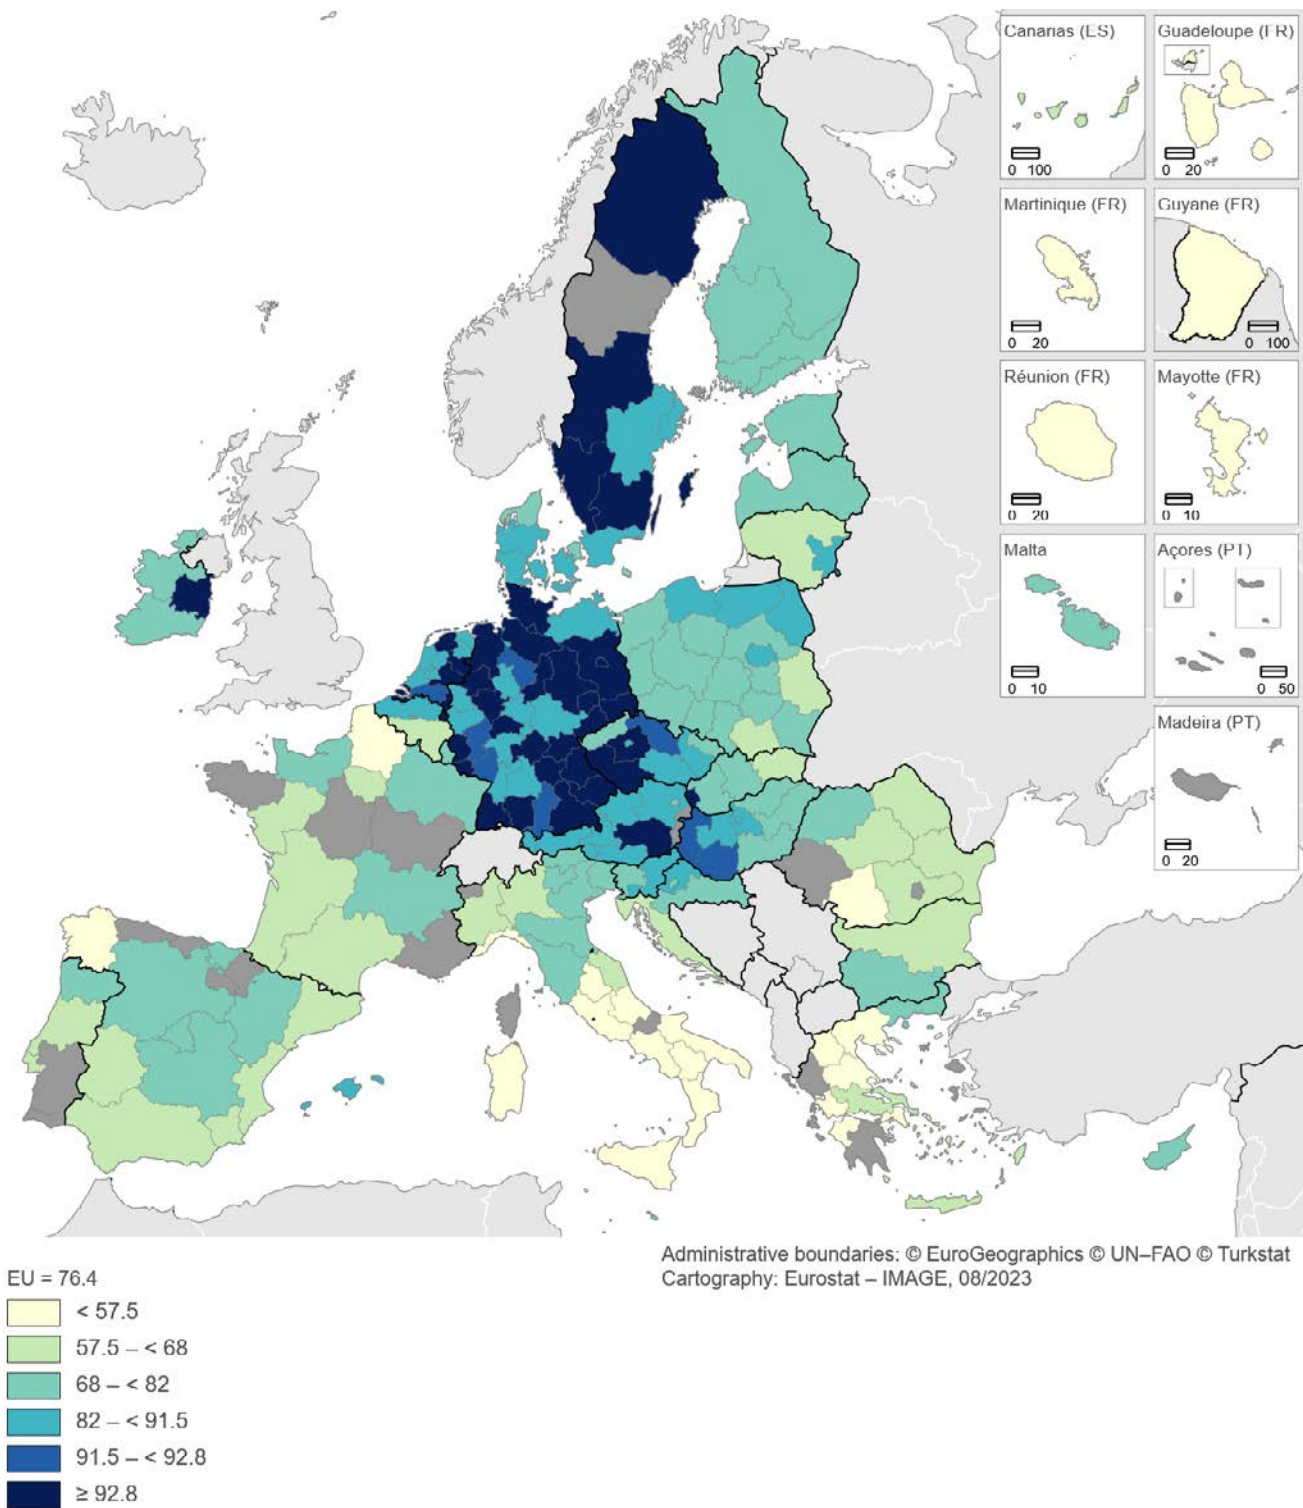 Canarias (ES)
0 100
Guadeloupe (FR)
0 20
Martinique (FR)
0 20
Guyane (FR)
0 100
Réunion (FR)
0 20
Mayotte (FR)
0 10
Malta
0 10
Açores (PT)
0 50
Madeira (PT)
0 20
Administrative boundaries: © EuroGeographics © UN–FAO © Turkstat
Cartography: Eurostat – IMAGE, 08/2023
EU = 76.4
< 57.5
57.5 – < 68
68 – < 82
82 – < 91.5
91.5 – < 92.8
≥ 92.8